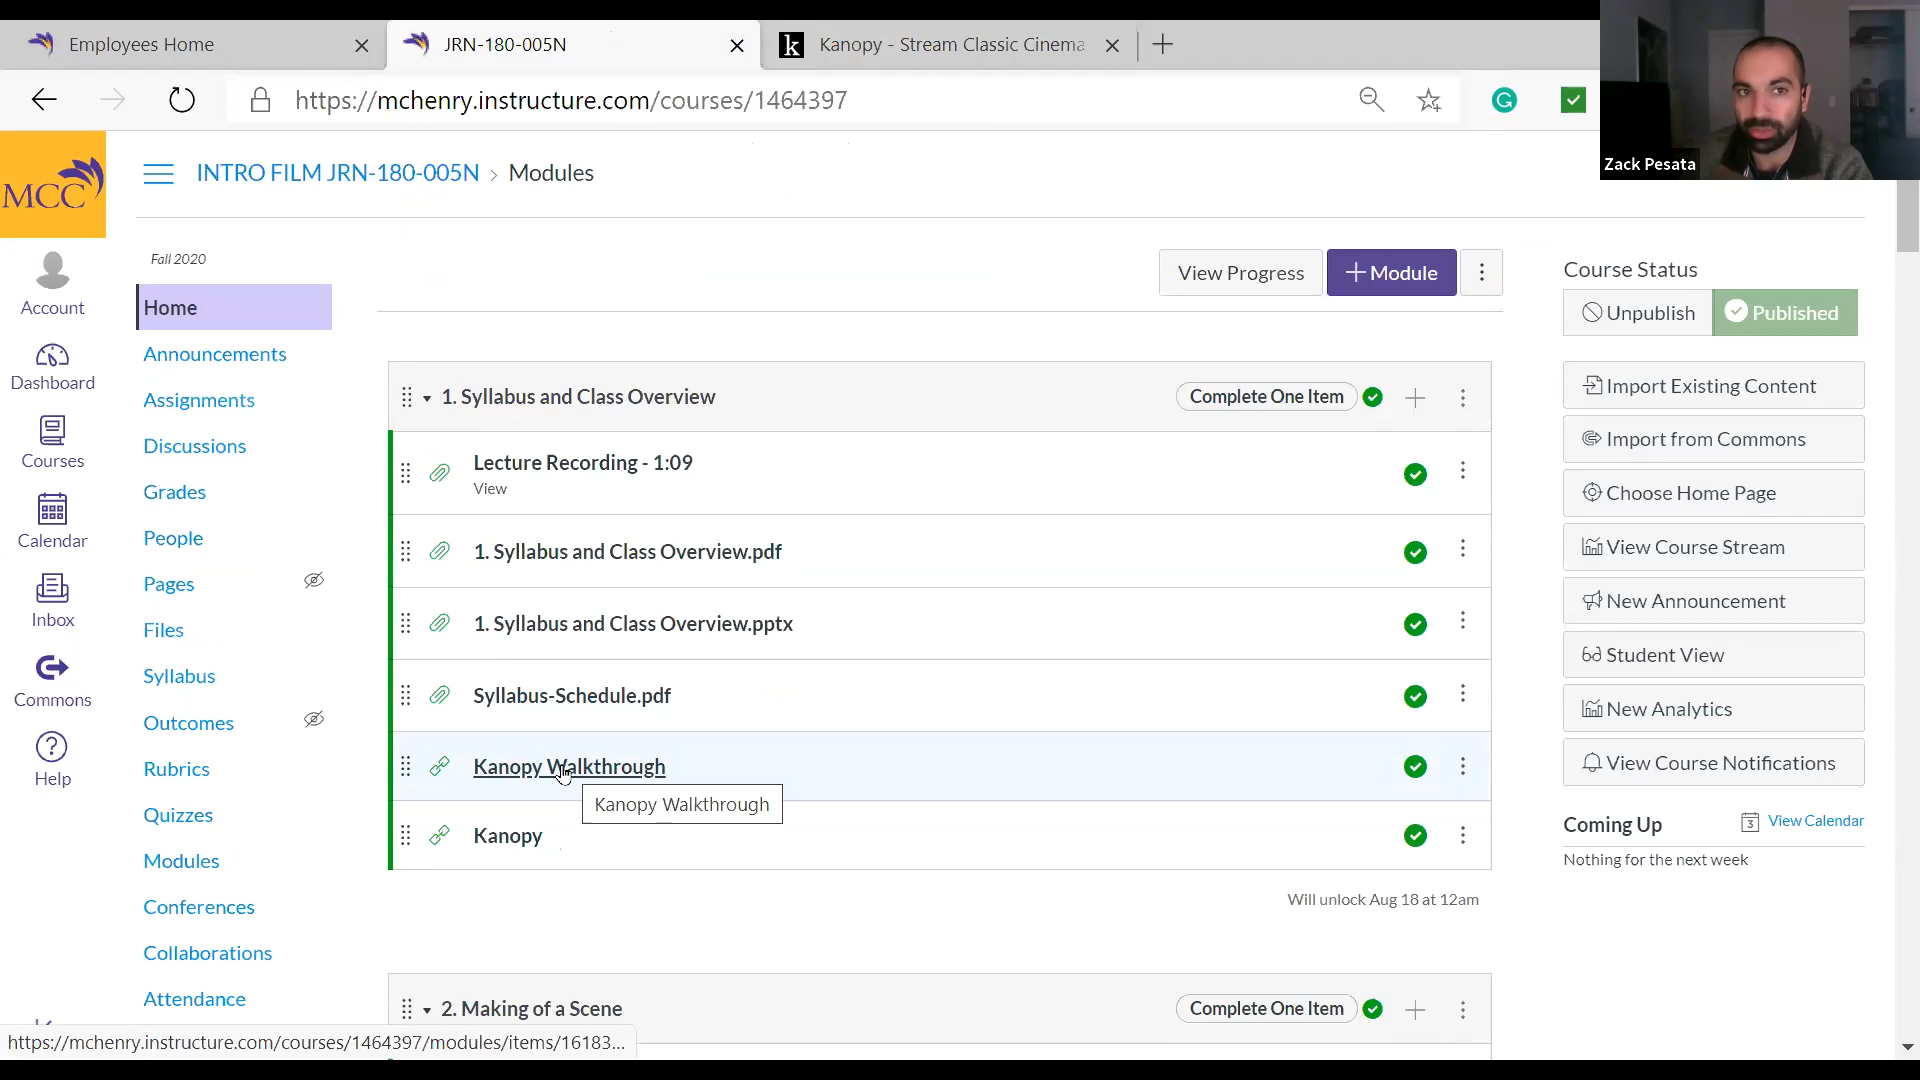 Employees Home
JRN-180-005N
Kanopy - Stream Classic Cinema
https://mchenry.instructure.com/courses/1464397
Zack Pesata
MCC
INTRO FILM JRN-180-005N > Modules
Fall 2020
Account
Dashboard
Courses
Calendar
Inbox
Commons
Help
Home
Announcements
Assignments
Discussions
Grades
People
Pages
Files
Syllabus
Outcomes
Rubrics
Quizzes
Modules
Conferences
Collaborations
Attendance
View Progress
+ Module
1. Syllabus and Class Overview
Complete One Item
Lecture Recording - 1:09
View
1. Syllabus and Class Overview.pdf
1. Syllabus and Class Overview.pptx
Syllabus-Schedule.pdf
Kanopy Walkthrough
Kanopy Walkthrough
Kanopy
Will unlock Aug 18 at 12am
2. Making of a Scene
Complete One Item
Course Status
Unpublish
Published
Import Existing Content
Import from Commons
Choose Home Page
View Course Stream
New Announcement
Student View
New Analytics
View Course Notifications
Coming Up
3
View Calendar
Nothing for the next week
https://mchenry.instructure.com/courses/1464397/modules/items/16183...